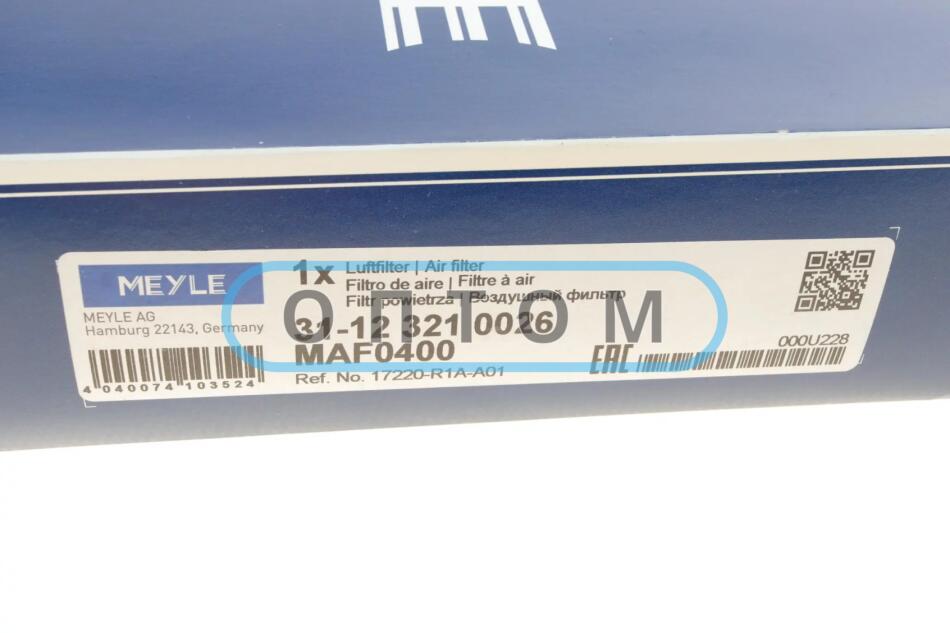 MEYLE
MEYLE AG
Hamburg 22143, Germany
4 040074 103524
1x Luftfilter | Air filter
Filtro de aire | Filtre à air
Filtr powietrza | Воздушный фильтр
31-12 321 0026
MAF0400
Ref. No. 17220-R1A-A01
EAC
000U228
ОПТОМ